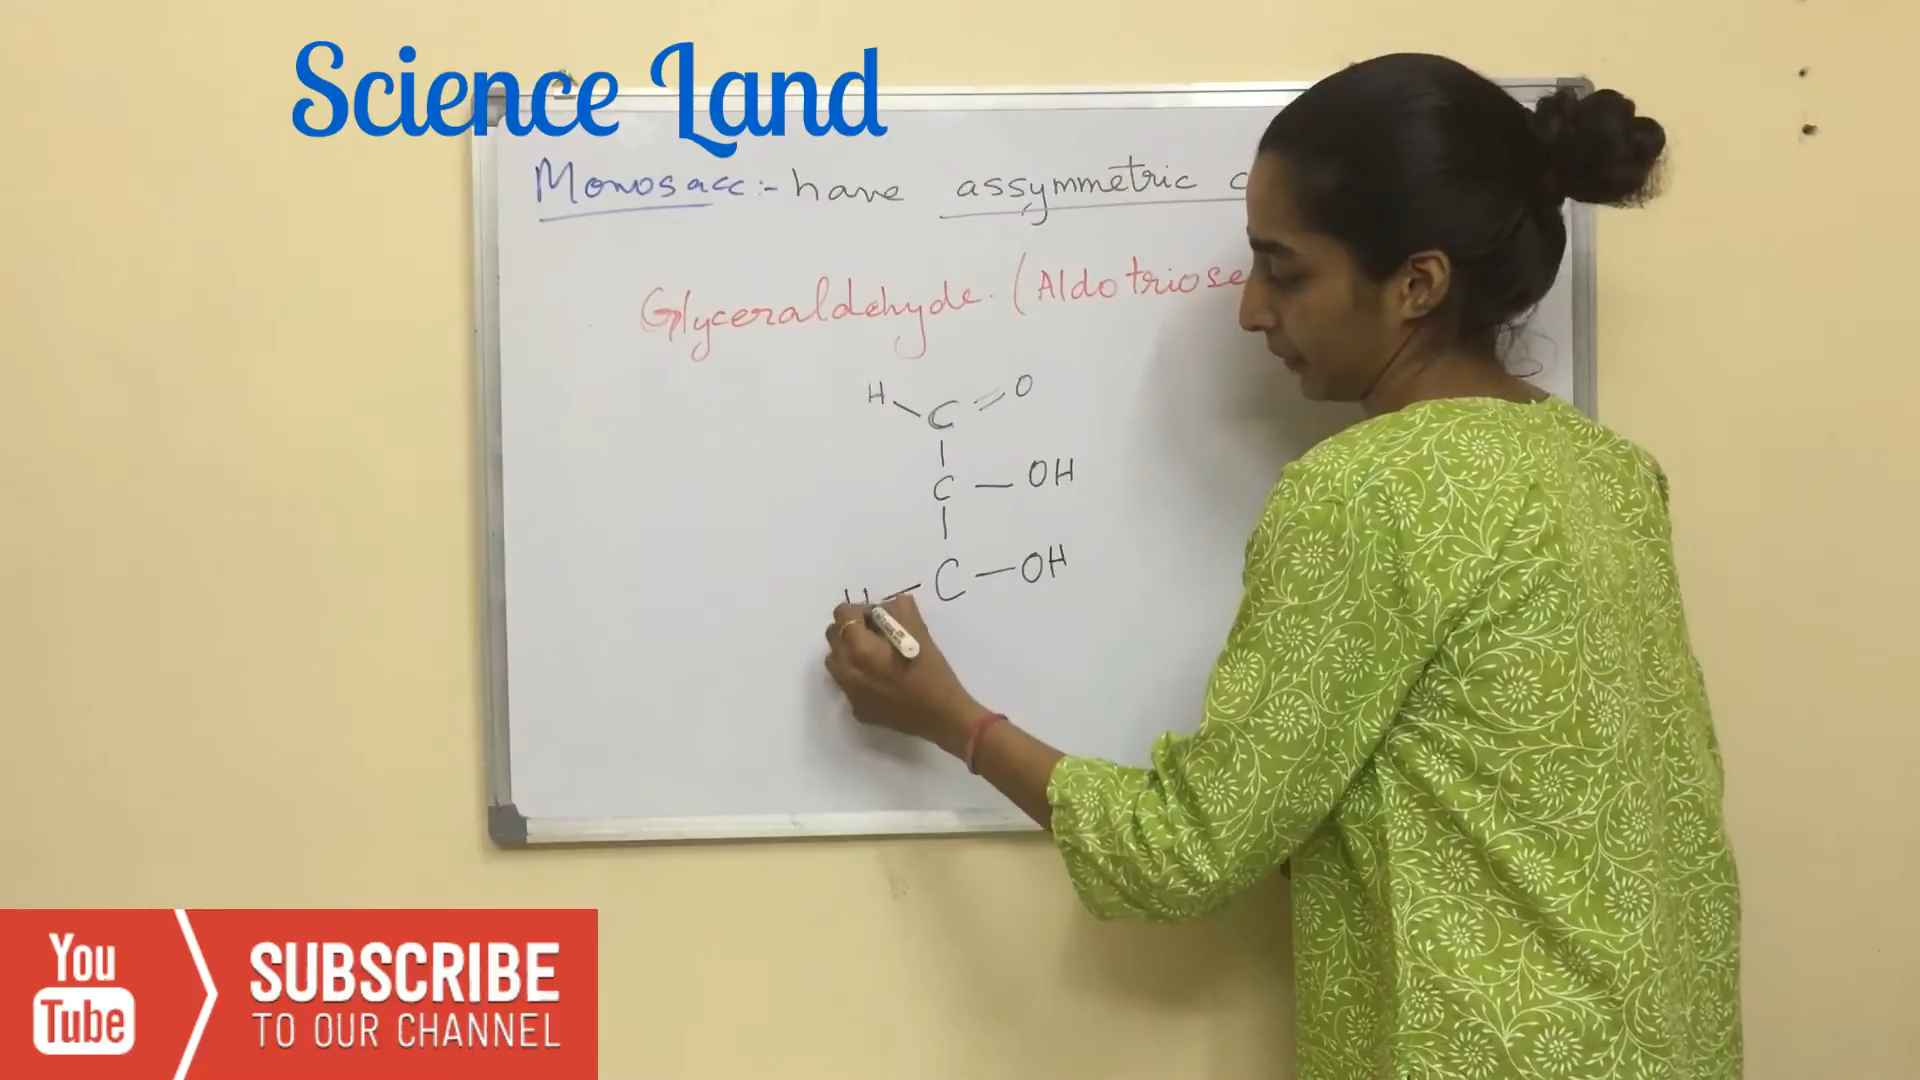 Science Land
Monosacc:- have assymmetric c
Glyceraldehyde. (Aldotriose
H C O
C OH
C OH
H
You
Tube
SUBSCRIBE
TO OUR CHANNEL